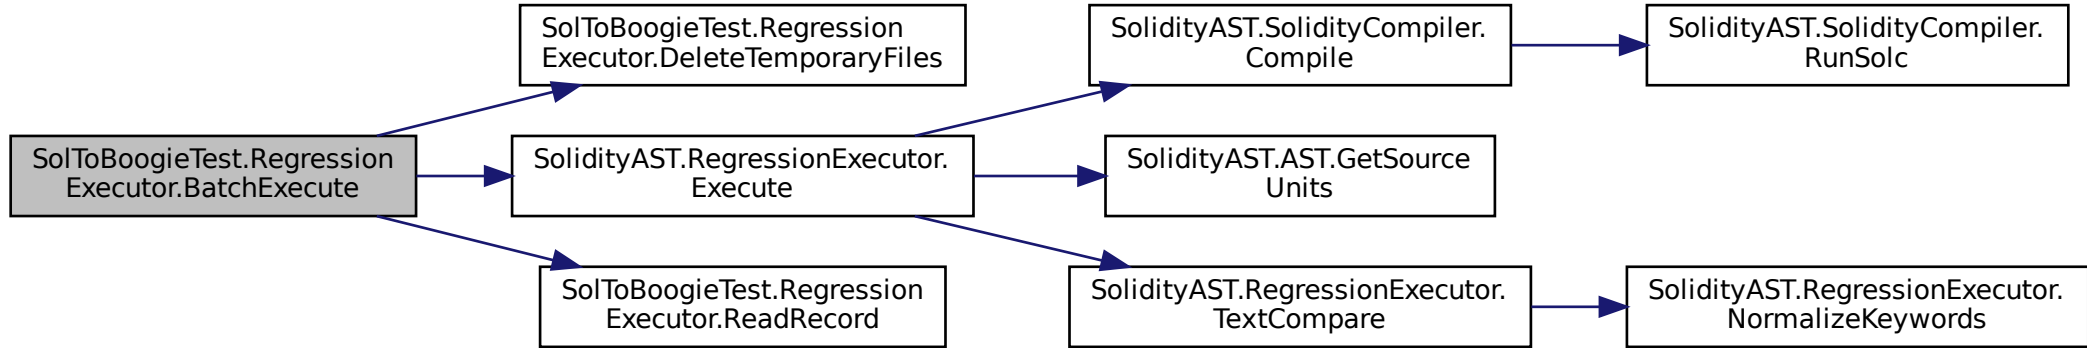 SolToBoogieTest.Regression
Executor.BatchExecute
SolToBoogieTest.Regression
Executor.DeleteTemporaryFiles
SolidityAST.RegressionExecutor.
Execute
SolToBoogieTest.Regression
Executor.ReadRecord
SolidityAST.SolidityCompiler.
Compile
SolidityAST.AST.GetSource
Units
SolidityAST.RegressionExecutor.
TextCompare
SolidityAST.SolidityCompiler.
RunSolc
SolidityAST.RegressionExecutor.
NormalizeKeywords